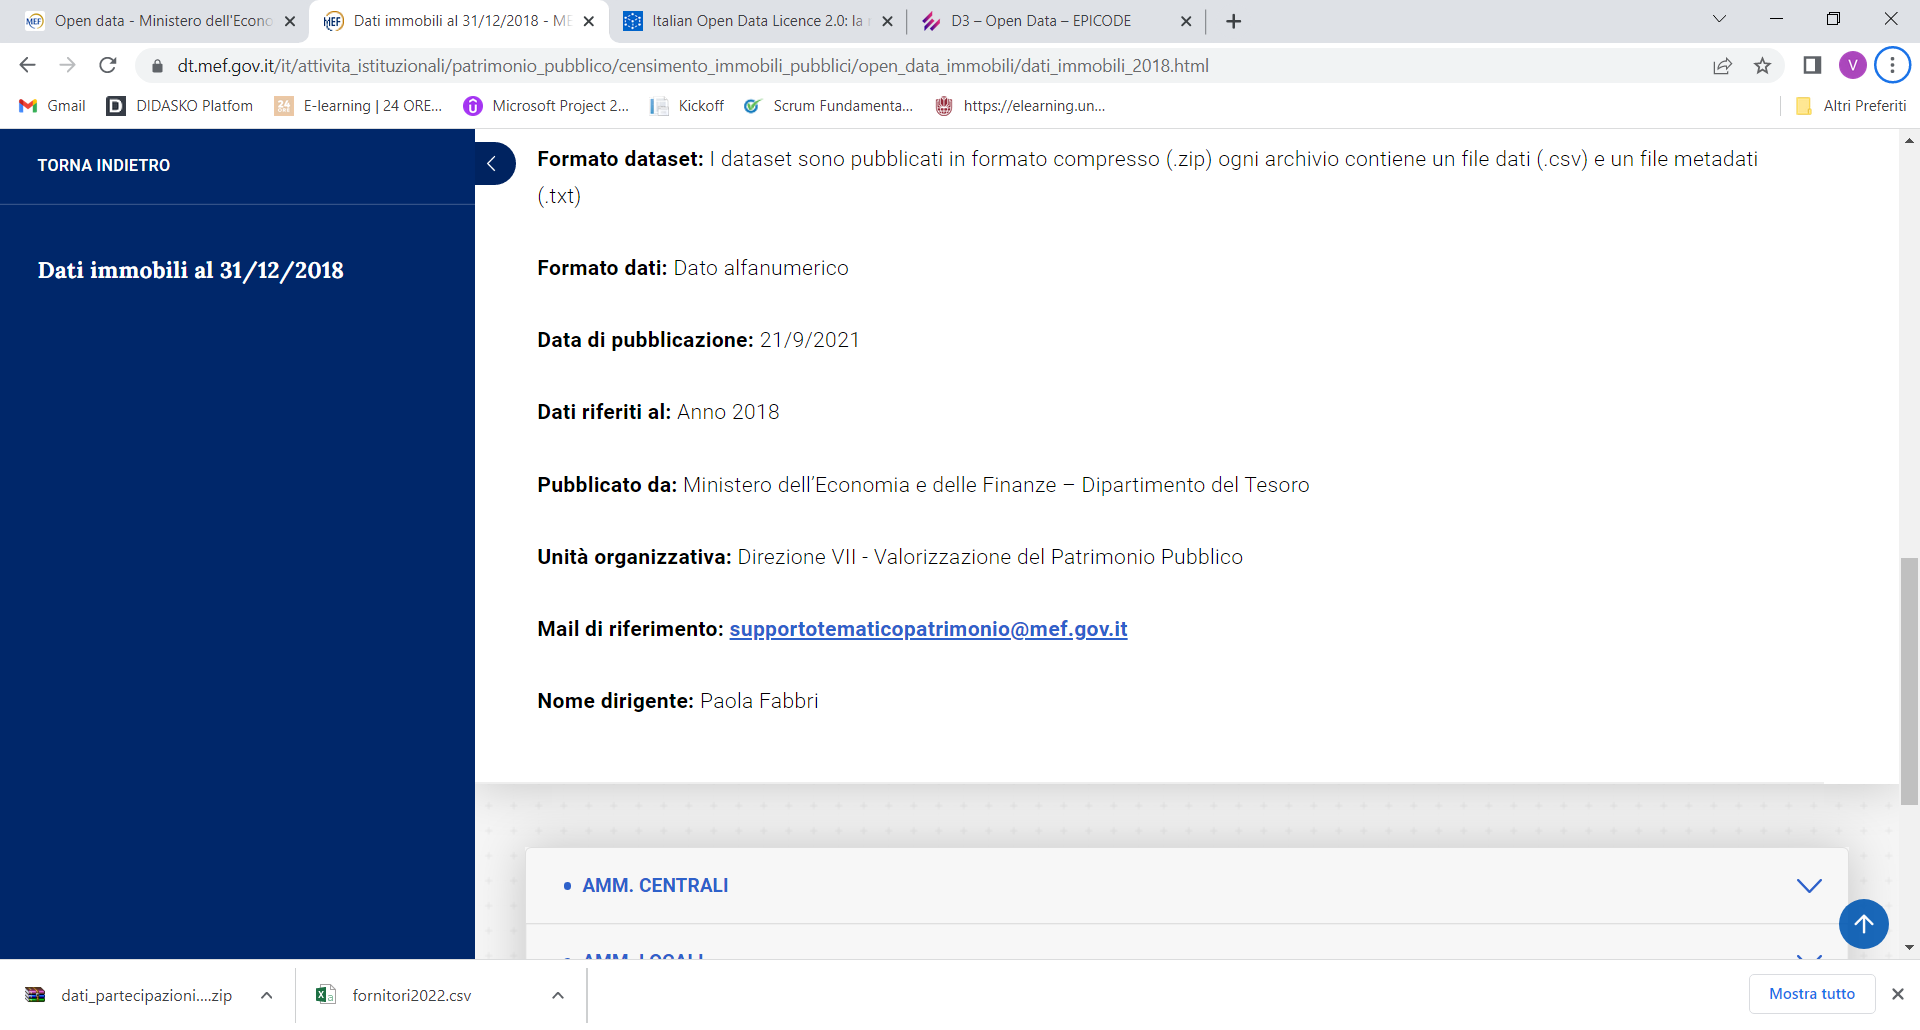 Open data - Ministero dell'Econo
Dati immobili al 31/12/2018 - ME
Italian Open Data Licence 2.0: la
D3 – Open Data – EPICODE
dt.mef.gov.it/it/attivita_istituzionali/patrimonio_pubblico/censimento_immobili_pubblici/open_data_immobili/dati_immobili_2018.html
V
Gmail
DIDASKO Platfom
E-learning | 24 ORE...
Microsoft Project 2...
Kickoff
Scrum Fundamenta...
https://elearning.un...
Altri Preferiti
TORNA INDIETRO
Dati immobili al 31/12/2018
Formato dataset: I dataset sono pubblicati in formato compresso (.zip) ogni archivio contiene un file dati (.csv) e un file metadati
(.txt)
Formato dati: Dato alfanumerico
Data di pubblicazione: 21/9/2021
Dati riferiti al: Anno 2018
Pubblicato da: Ministero dell'Economia e delle Finanze – Dipartimento del Tesoro
Unità organizzativa: Direzione VII - Valorizzazione del Patrimonio Pubblico
Mail di riferimento: supportotematicopatrimonio@mef.gov.it
Nome dirigente: Paola Fabbri
AMM. CENTRALI
AMM. LOCALI
dati_partecipazioni....zip
fornitori2022.csv
Mostra tutto